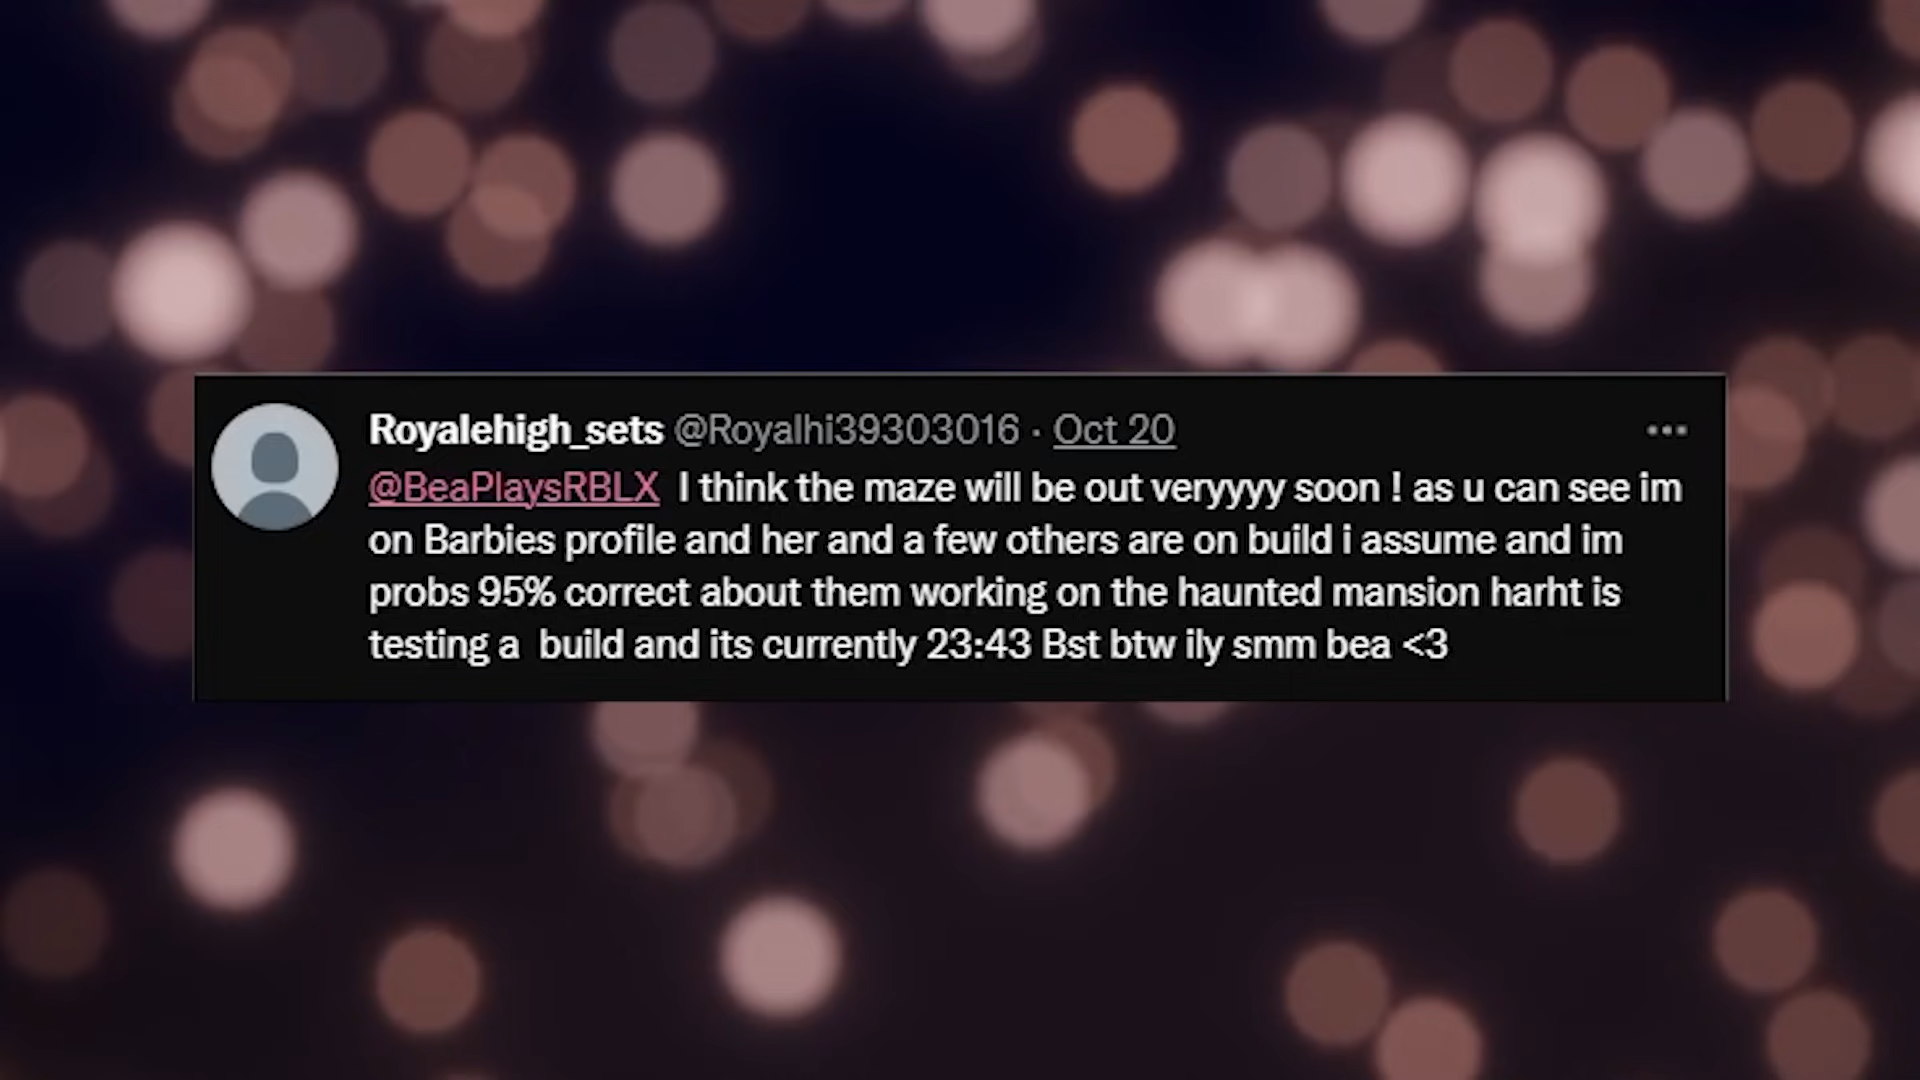 Royalehigh_sets @Royalhi39303016 · Oct 20
@BeaPlaysRBLX I think the maze will be out veryyyy soon ! as u can see im
on Barbies profile and her and a few others are on build i assume and im
probs 95% correct about them working on the haunted mansion harht is
testing a  build and its currently 23:43 Bst btw ily smm bea <3